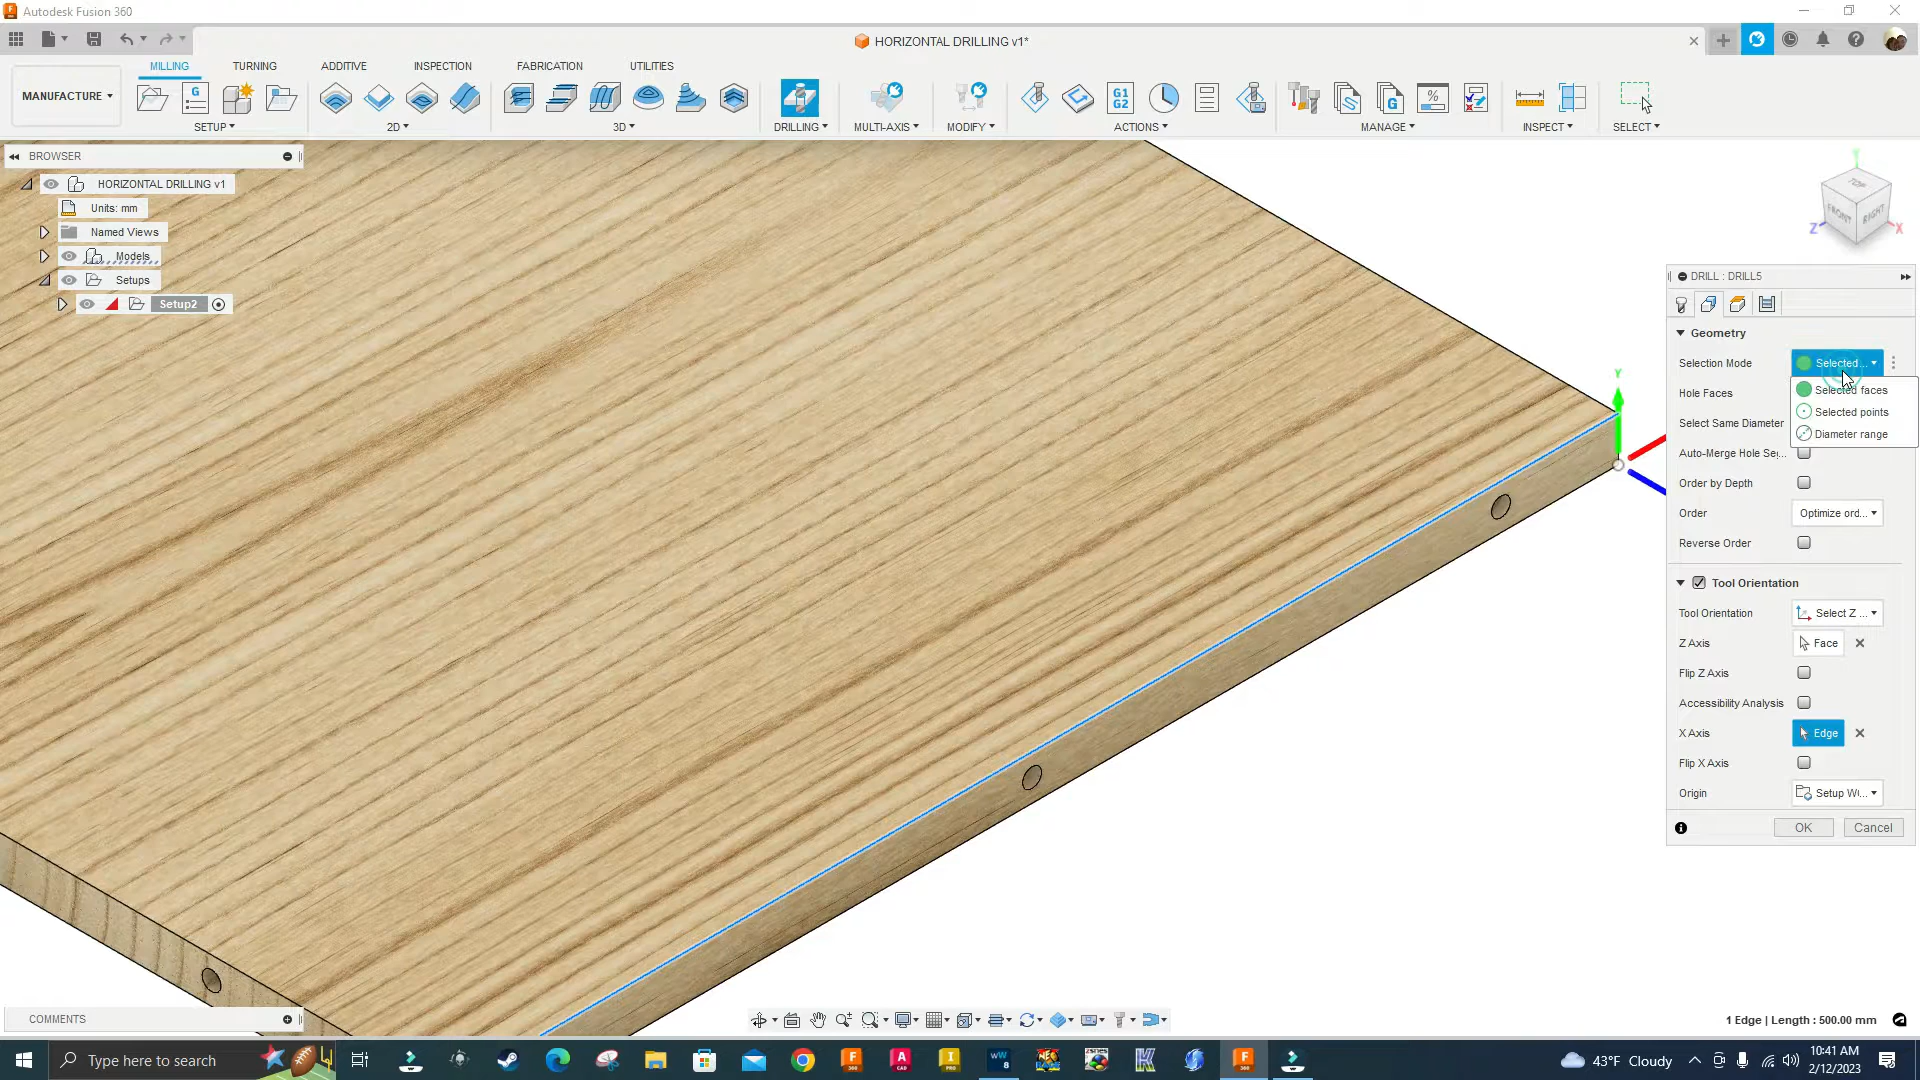 Autodesk Fusion 360
HORIZONTAL DRILLING v1*
MILLING TURNING ADDITIVE INSPECTION FABRICATION UTILITIES
MANUFACTURE
G
G1
G2
S
G
%
SETUP 2D 3D DRILLING MULTI-AXIS MODIFY ACTIONS MANAGE INSPECT SELECT
BROWSER
HORIZONTAL DRILLING v1
Units: mm
Named Views
Models
Setups
Setup2
Y
TOP
FRONT
RIGHT
Z
X
DRILL : DRILL5
Geometry
Selection Mode Selected...
Selected faces
Hole Faces
Selected points
Select Same Diameter
Diameter range
Auto-Merge Hole Se...
Order by Depth
Order Optimize ord...
Reverse Order
Tool Orientation
Tool Orientation Select Z ...
Z Axis Face
Flip Z Axis
Accessibility Analysis
X Axis Edge
Flip X Axis
Origin Setup W...
OK Cancel
Y
COMMENTS
1 Edge | Length : 500.00 mm
Type here to search
43°F Cloudy
10:41 AM
2/12/2023